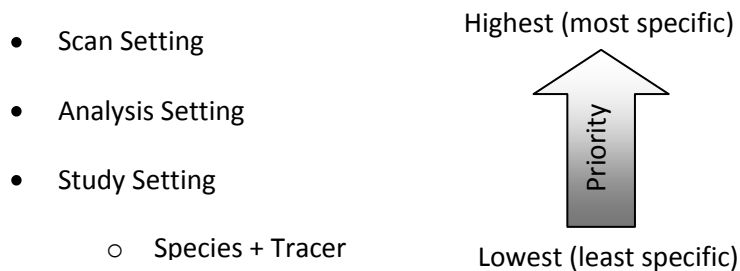 • Scan Setting
• Analysis Setting
• Study Setting
o Species + Tracer
Highest (most specific)
Priority
Lowest (least specific)